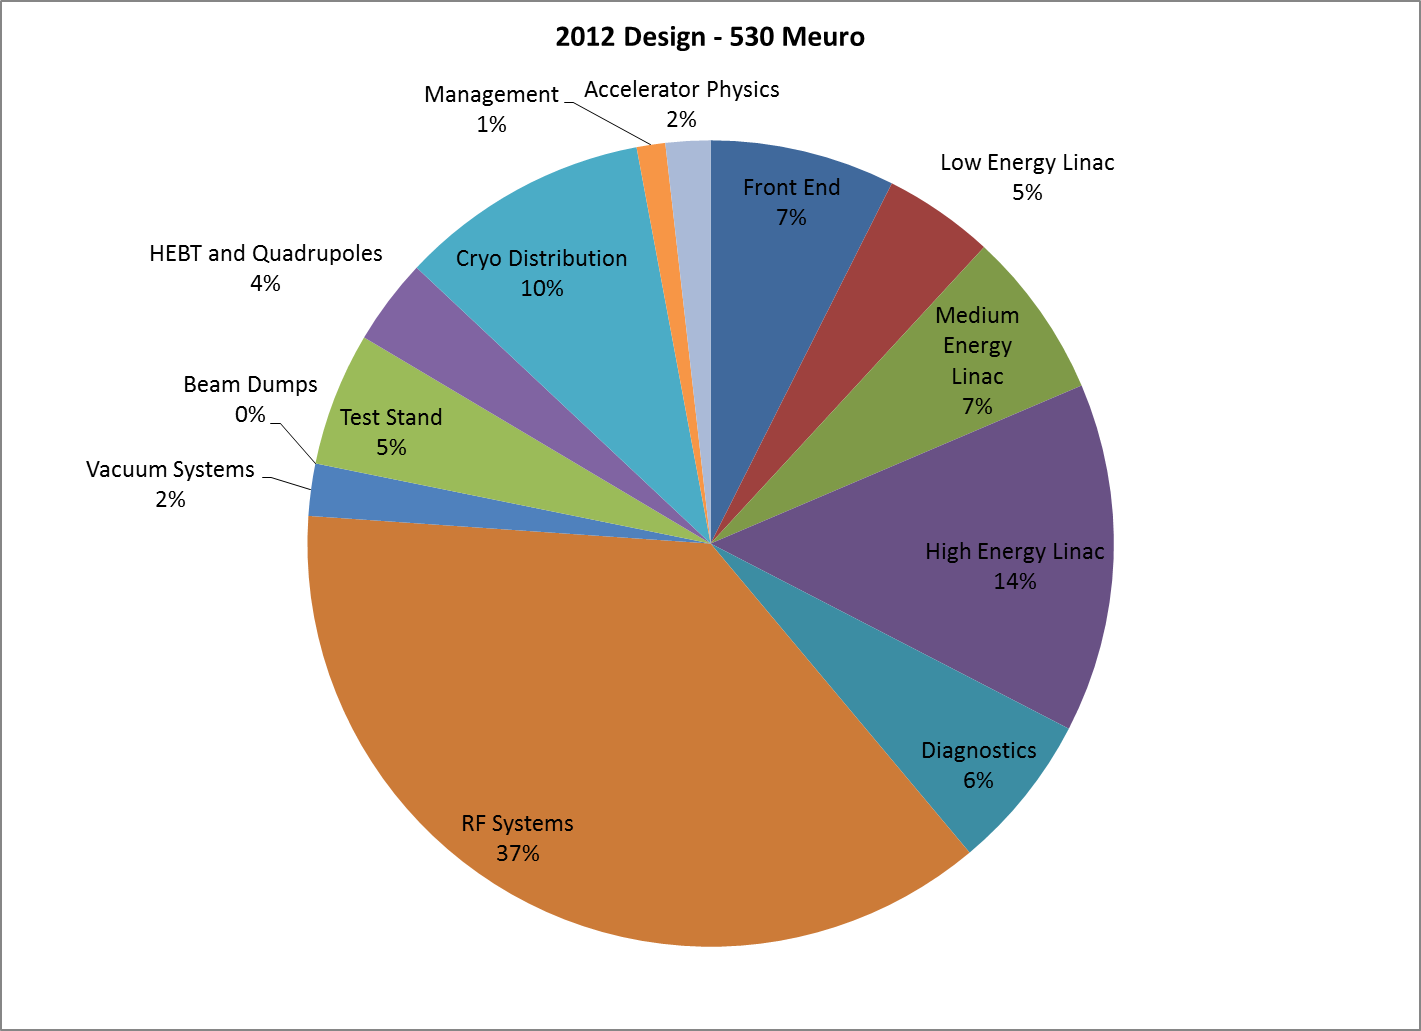 2012 Design - 530 Meuro
Management
1%
Accelerator Physics
2%
Front End
7%
Low Energy Linac
5%
Medium
Energy
Linac
7%
High Energy Linac
14%
Diagnostics
6%
RF Systems
37%
Vacuum Systems
2%
Beam Dumps
0%
Test Stand
5%
HEBT and Quadrupoles
4%
Cryo Distribution
10%